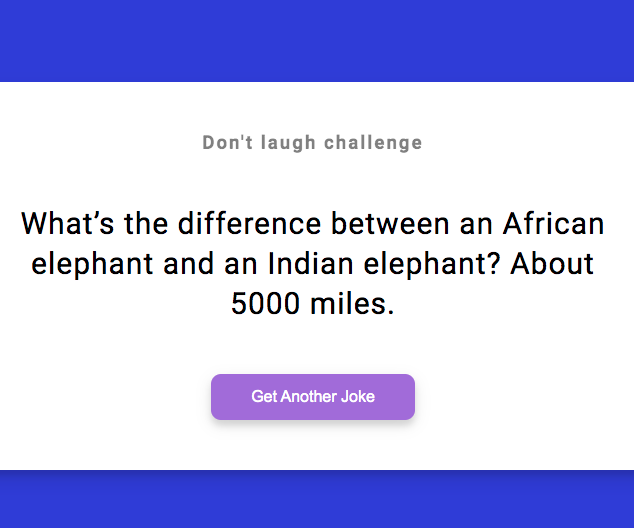 Don't laugh challenge
What’s the difference between an African
elephant and an Indian elephant? About
5000 miles.
Get Another Joke